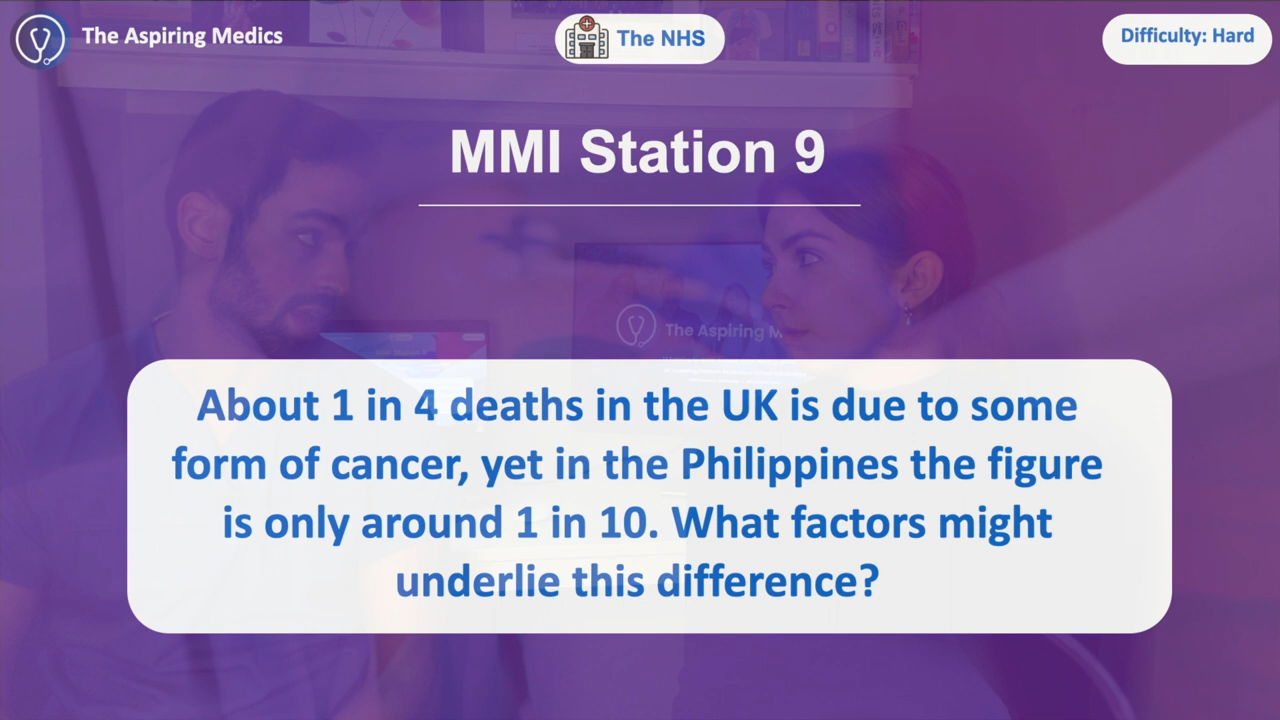 The Aspiring Medics
The NHS
Difficulty: Hard
MMI Station 9
The Aspiring M
About 1 in 4 deaths in the UK is due to some
form of cancer, yet in the Philippines the figure
is only around 1 in 10. What factors might
underlie this difference?